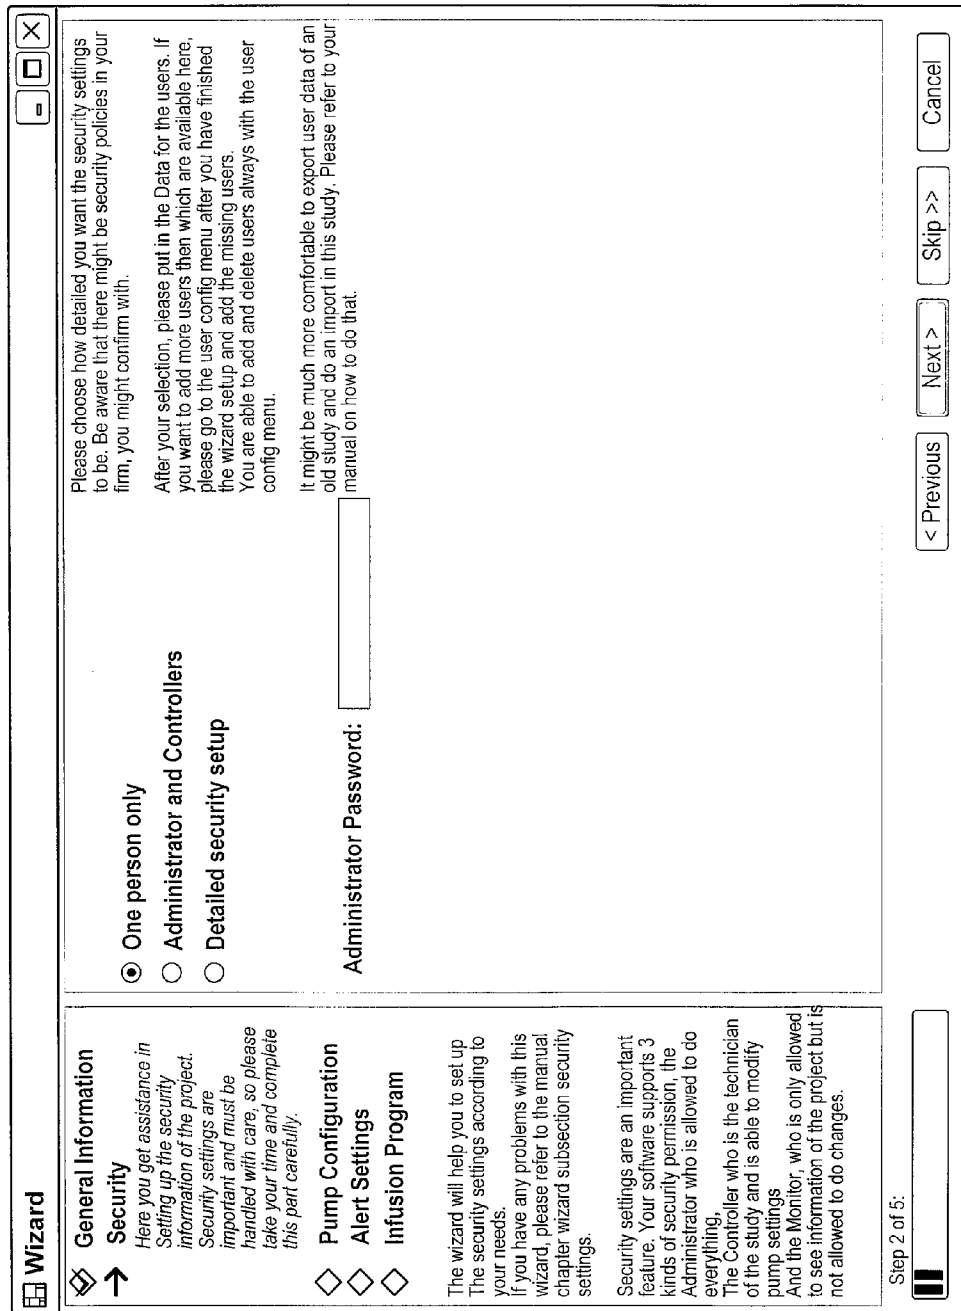 Wizard
General Information
Security
Here you get assistance in
Setting up the security
information of the project.
Security settings are
important and must be
handled with care, so please
take your time and complete
this part carefully.
Pump Configuration
Alert Settings
Infusion Program
The wizard will help you to set up
The security settings according to
your needs.
If you have any problems with this
wizard, please refer to the manual
chapter wizard subsection security
settings.
Security settings are an important
feature. Your software supports 3
kinds of security permission, the
Administrator who is allowed to do
everything,
The Controller who is the technician
of the study and is able to modify
pump settings
And the Monitor, who is only allowed
to see information of the project but is
not allowed to do changes.
One person only
Administrator and Controllers
Detailed security setup
Administrator Password:
Please choose how detailed you want the security settings
to be. Be aware that there might be security policies in your
firm, you might confirm with.
After your selection, please put in the Data for the users. If
you want to add more users then which are available here,
please go to the user config menu after you have finished
the wizard setup and add the missing users.
You are able to add and delete users always with the user
config menu.
It might be much more comfortable to export user data of an
old study and do an import in this study. Please refer to your
manual on how to do that.
Step 2 of 5:
< Previous
Next >
Skip >>
Cancel